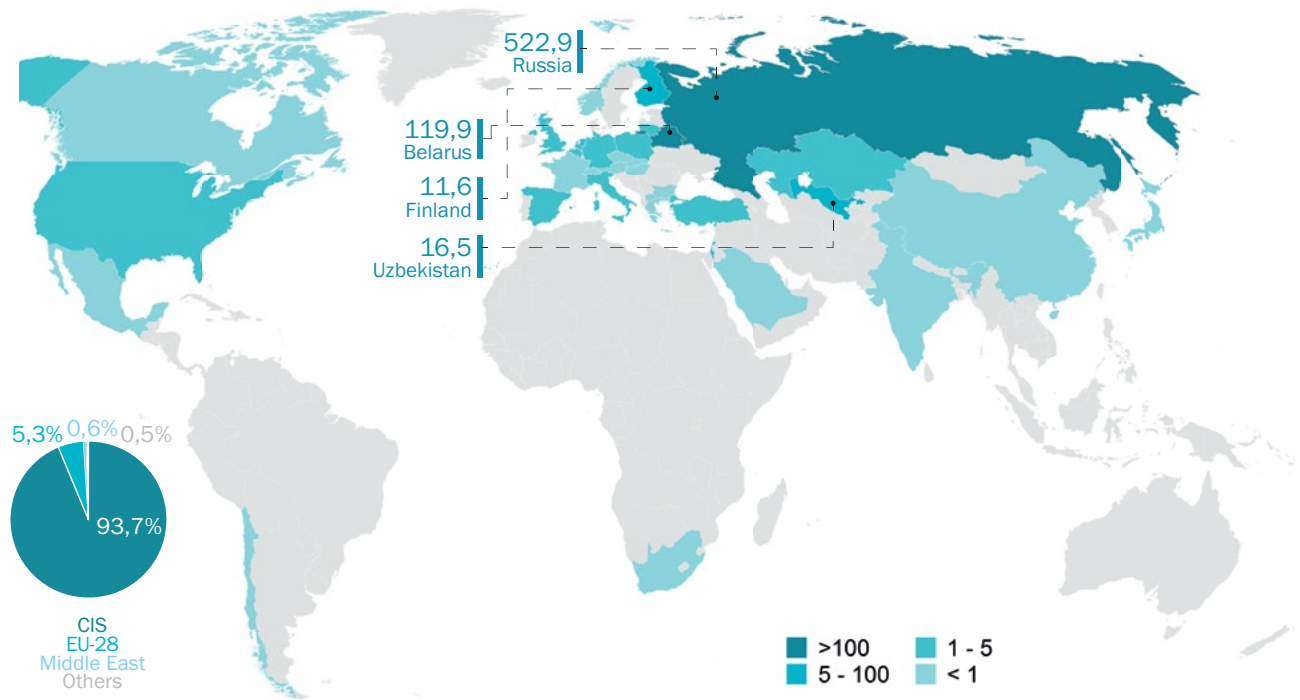 522,9
Russia
119,9
Belarus
11,6
Finland
16,5
Uzbekistan
5,3% 0,6% 0,5%
93,7%
CIS
EU-28
Middle East
Others
>100
5 - 100
1 - 5
< 1